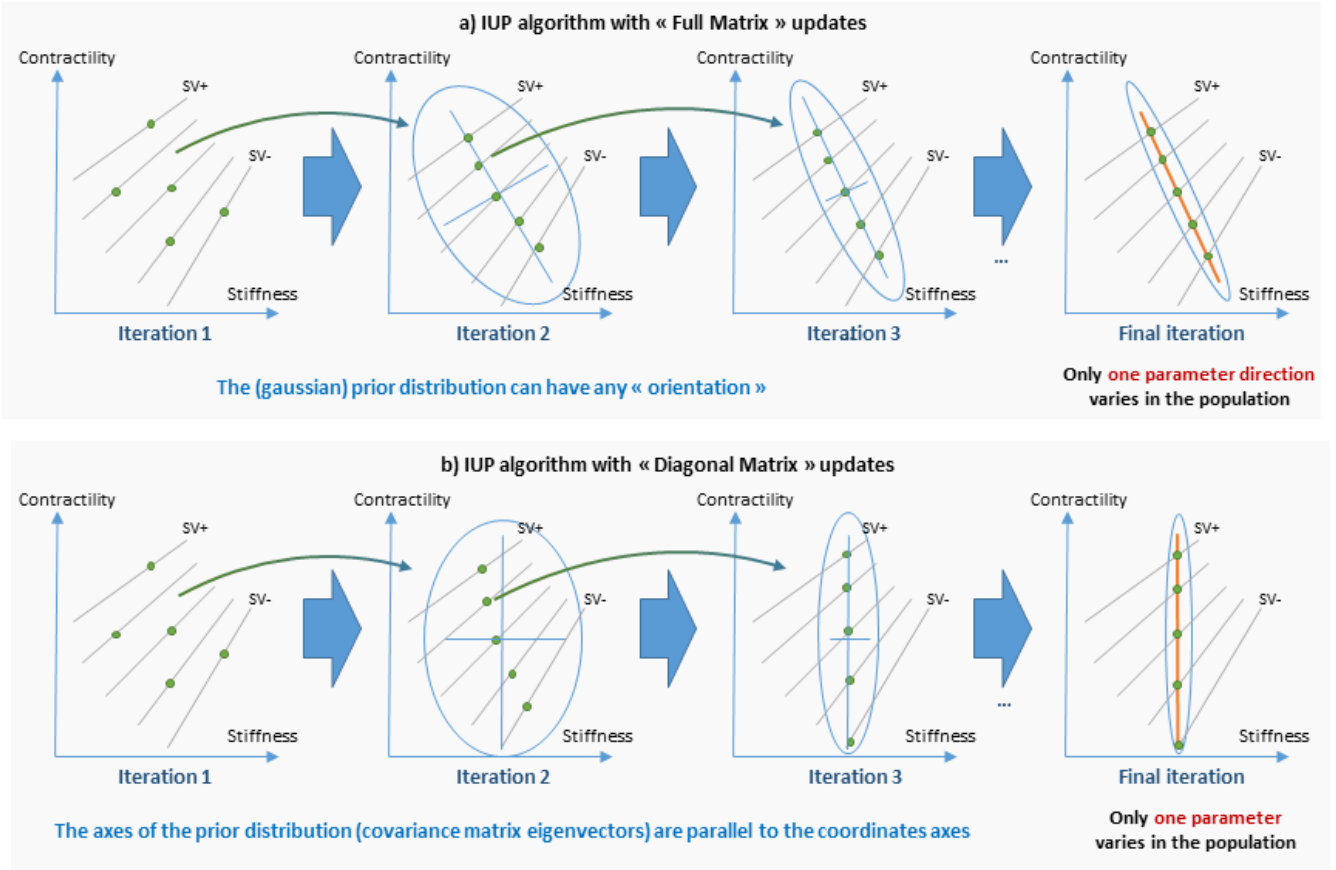 a) IUP algorithm with « Full Matrix » updates
Contractility
SV+
SV-
Stiffness
Iteration 1
Contractility
SV+
SV-
Stiffness
Iteration 2
Contractility
SV+
SV-
Stiffness
Iteration 3
...
Contractility
SV+
SV-
Stiffness
Final iteration
The (gaussian) prior distribution can have any « orientation »
Only one parameter direction
varies in the population
b) IUP algorithm with « Diagonal Matrix » updates
Contractility
SV+
SV-
Stiffness
Iteration 1
Contractility
SV+
SV-
Stiffness
Iteration 2
Contractility
SV+
SV-
Stiffness
Iteration 3
...
Contractility
SV+
SV-
Stiffness
Final iteration
The axes of the prior distribution (covariance matrix eigenvectors) are parallel to the coordinates axes
Only one parameter
varies in the population